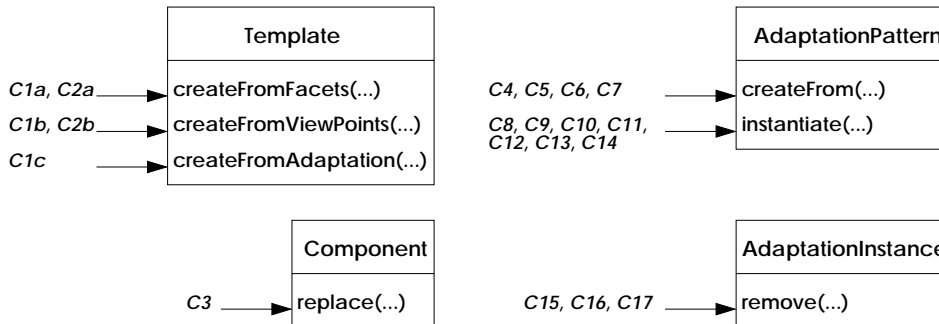 Template
C1a, C2a createFromFacets(...)
C1b, C2b createFromViewPoints(...)
C1c createFromAdaptation(...)
AdaptationPattern
C4, C5, C6, C7 createFrom(...)
C8, C9, C10, C11, instantiate(...)
C12, C13, C14
Component
C3 replace(...)
AdaptationInstance
C15, C16, C17 remove(...)